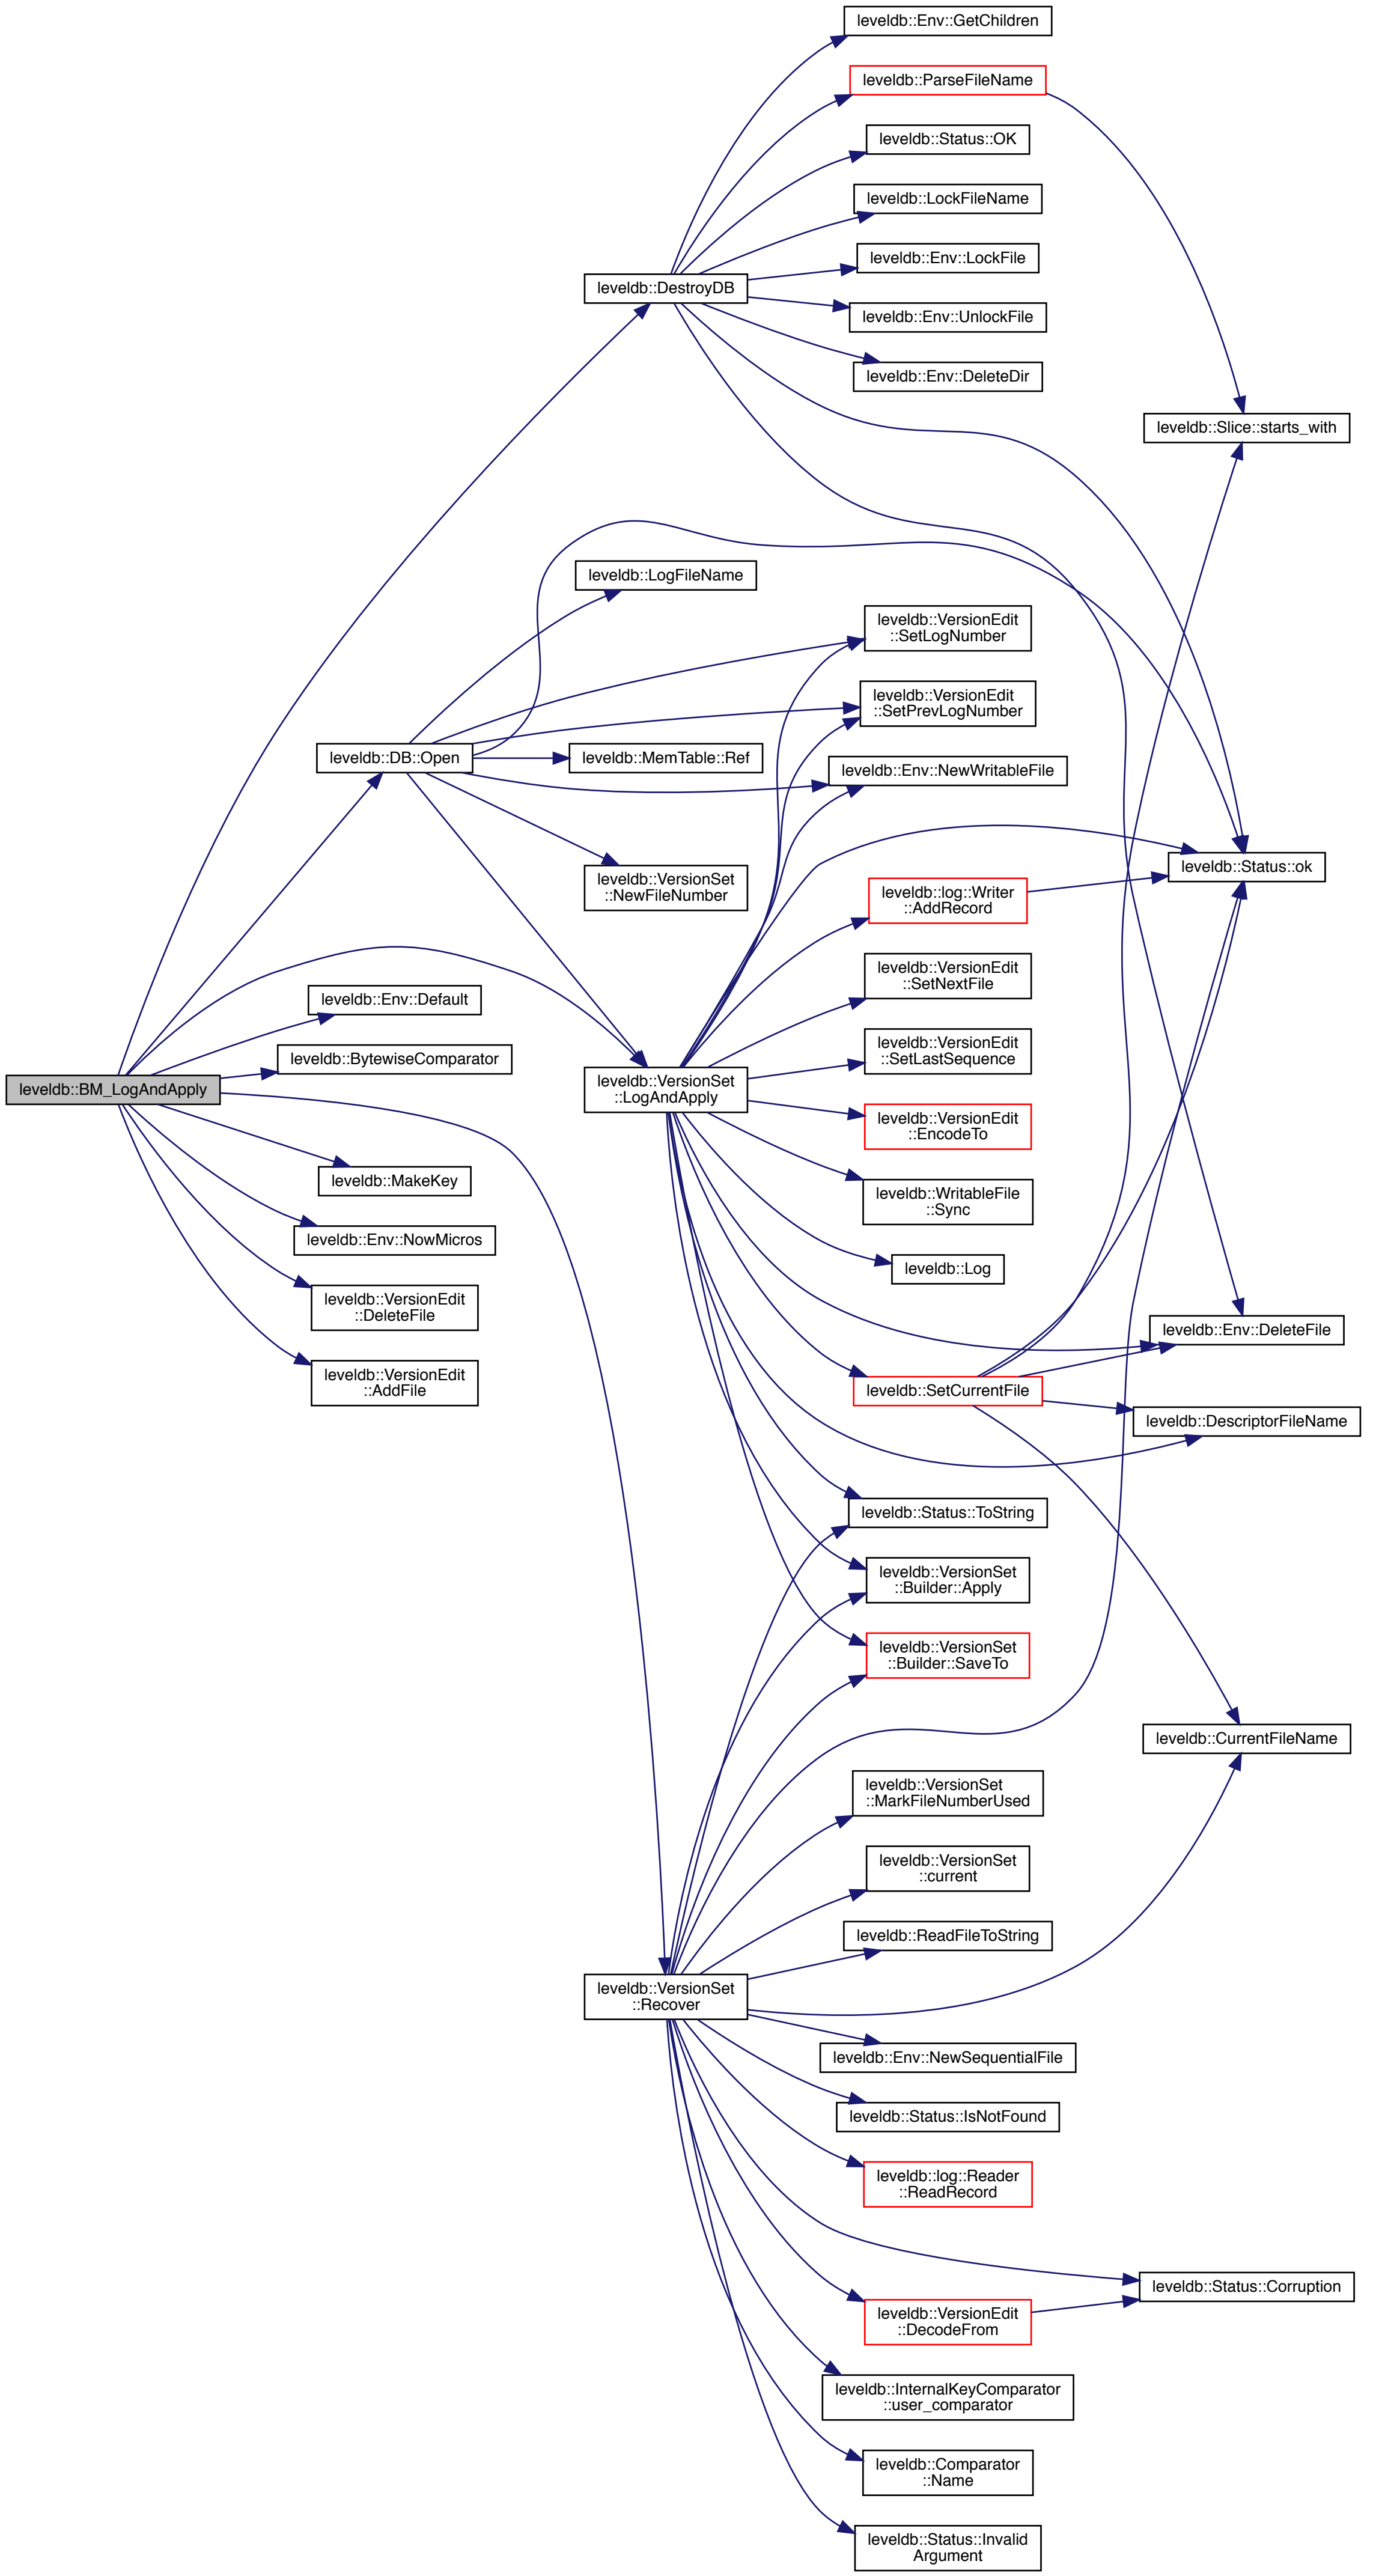 leveldb::Env::GetChildren
leveldb::ParseFileName
leveldb::Status::OK
leveldb::LockFileName
leveldb::Env::LockFile
leveldb::DestroyDB
leveldb::Env::UnlockFile
leveldb::Env::DeleteDir
leveldb::Slice::starts_with
leveldb::LogFileName
leveldb::VersionEdit
::SetLogNumber
leveldb::VersionEdit
::SetPrevLogNumber
leveldb::DB::Open
leveldb::MemTable::Ref
leveldb::Env::NewWritableFile
leveldb::Status::ok
leveldb::VersionSet
::NewFileNumber
leveldb::log::Writer
::AddRecord
leveldb::VersionEdit
::SetNextFile
leveldb::Env::Default
leveldb::VersionEdit
::SetLastSequence
leveldb::BytewiseComparator
leveldb::BM_LogAndApply
leveldb::VersionSet
::LogAndApply
leveldb::VersionEdit
::EncodeTo
leveldb::MakeKey
leveldb::WritableFile
::Sync
leveldb::Env::NowMicros
leveldb::Log
leveldb::VersionEdit
::DeleteFile
leveldb::Env::DeleteFile
leveldb::VersionEdit
::AddFile
leveldb::SetCurrentFile
leveldb::DescriptorFileName
leveldb::Status::ToString
leveldb::VersionSet
::Builder::Apply
leveldb::VersionSet
::Builder::SaveTo
leveldb::CurrentFileName
leveldb::VersionSet
::MarkFileNumberUsed
leveldb::VersionSet
::current
leveldb::ReadFileToString
leveldb::VersionSet
::Recover
leveldb::Env::NewSequentialFile
leveldb::Status::IsNotFound
leveldb::log::Reader
::ReadRecord
leveldb::Status::Corruption
leveldb::VersionEdit
::DecodeFrom
leveldb::InternalKeyComparator
::user_comparator
leveldb::Comparator
::Name
leveldb::Status::Invalid
Argument